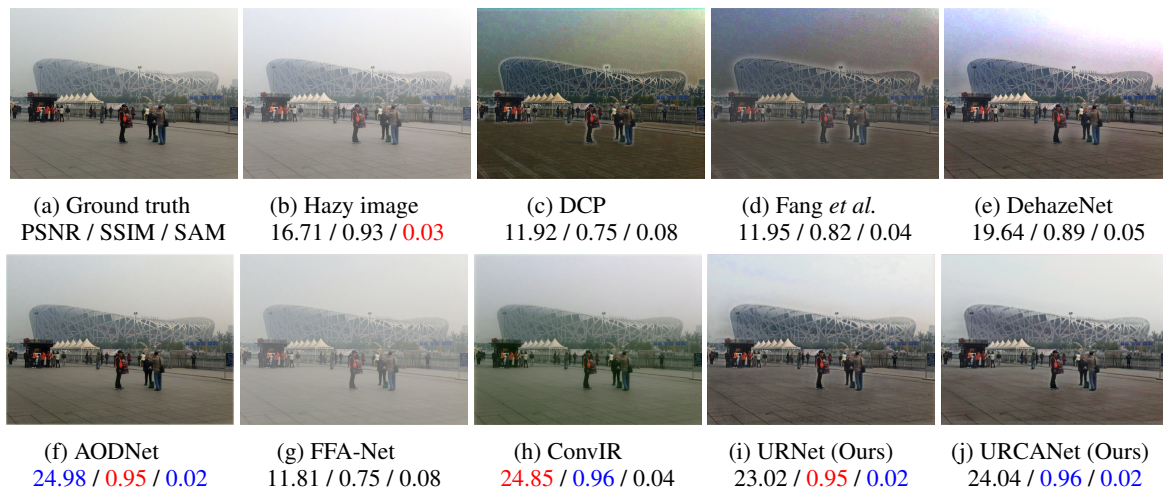 (a) Ground truth
PSNR / SSIM / SAM
(b) Hazy image
16.71 / 0.93 / 0.03
(c) DCP
11.92 / 0.75 / 0.08
(d) Fang et al.
11.95 / 0.82 / 0.04
(e) DehazeNet
19.64 / 0.89 / 0.05
(f) AODNet
24.98 / 0.95 / 0.02
(g) FFA-Net
11.81 / 0.75 / 0.08
(h) ConvIR
24.85 / 0.96 / 0.04
(i) URNet (Ours)
23.02 / 0.95 / 0.02
(j) URCANet (Ours)
24.04 / 0.96 / 0.02